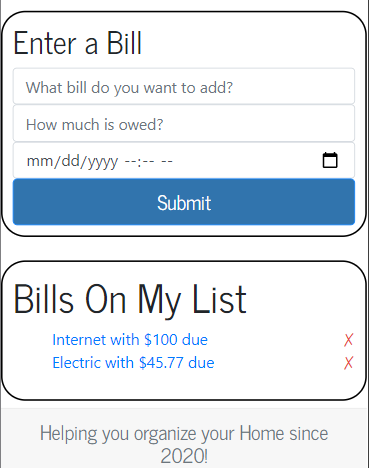 Enter a Bill
What bill do you want to add?
How much is owed?
mm/dd/yyyy --:-- --
Submit
Bills On My List
Internet with $100 due ✗
Electric with $45.77 due ✗
Helping you organize your Home since
2020!